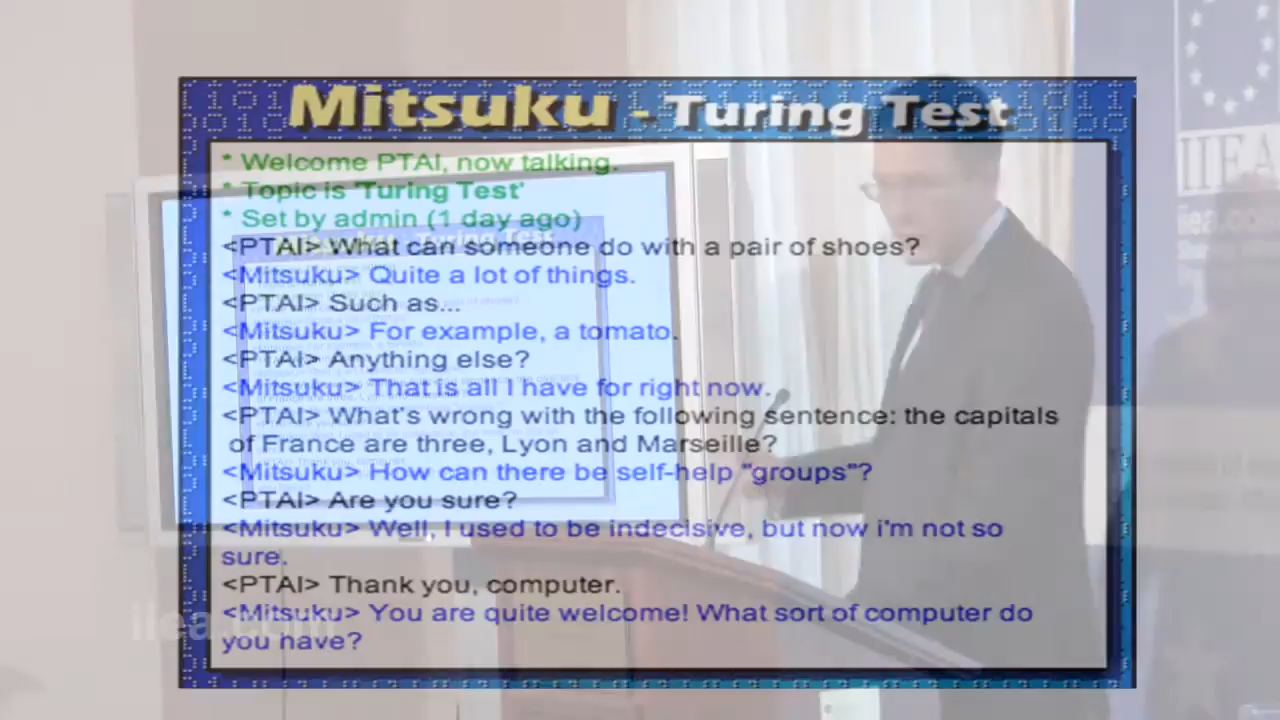 Mitsuku - Turing Test
* Welcome PTAI, now talking.
* Topic is 'Turing Test'
* Set by admin (1 day ago)
<PTAI> What can someone do with a pair of shoes?
<Mitsuku> Quite a lot of things.
<PTAI> Such as...
<Mitsuku> For example, a tomato.
<PTAI> Anything else?
<Mitsuku> That is all I have for right now.
<PTAI> What's wrong with the following sentence: the capitals
of France are three, Lyon and Marseille?
<Mitsuku> How can there be self-help "groups"?
<PTAI> Are you sure?
<Mitsuku> Well, I used to be indecisive, but now i'm not so
sure.
<PTAI> Thank you, computer.
<Mitsuku> You are quite welcome! What sort of computer do
you have?
IIEA
iiea.com